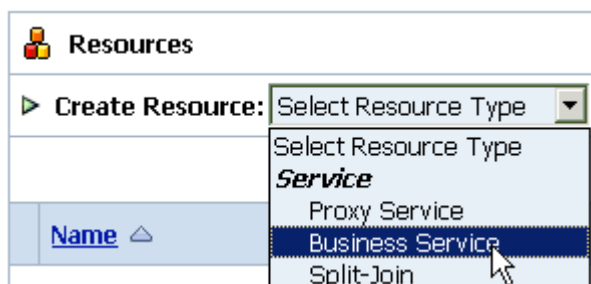 Resources
Create Resource: Select Resource Type
Select Resource Type
Service
Proxy Service
Name Business Service
Split-Join